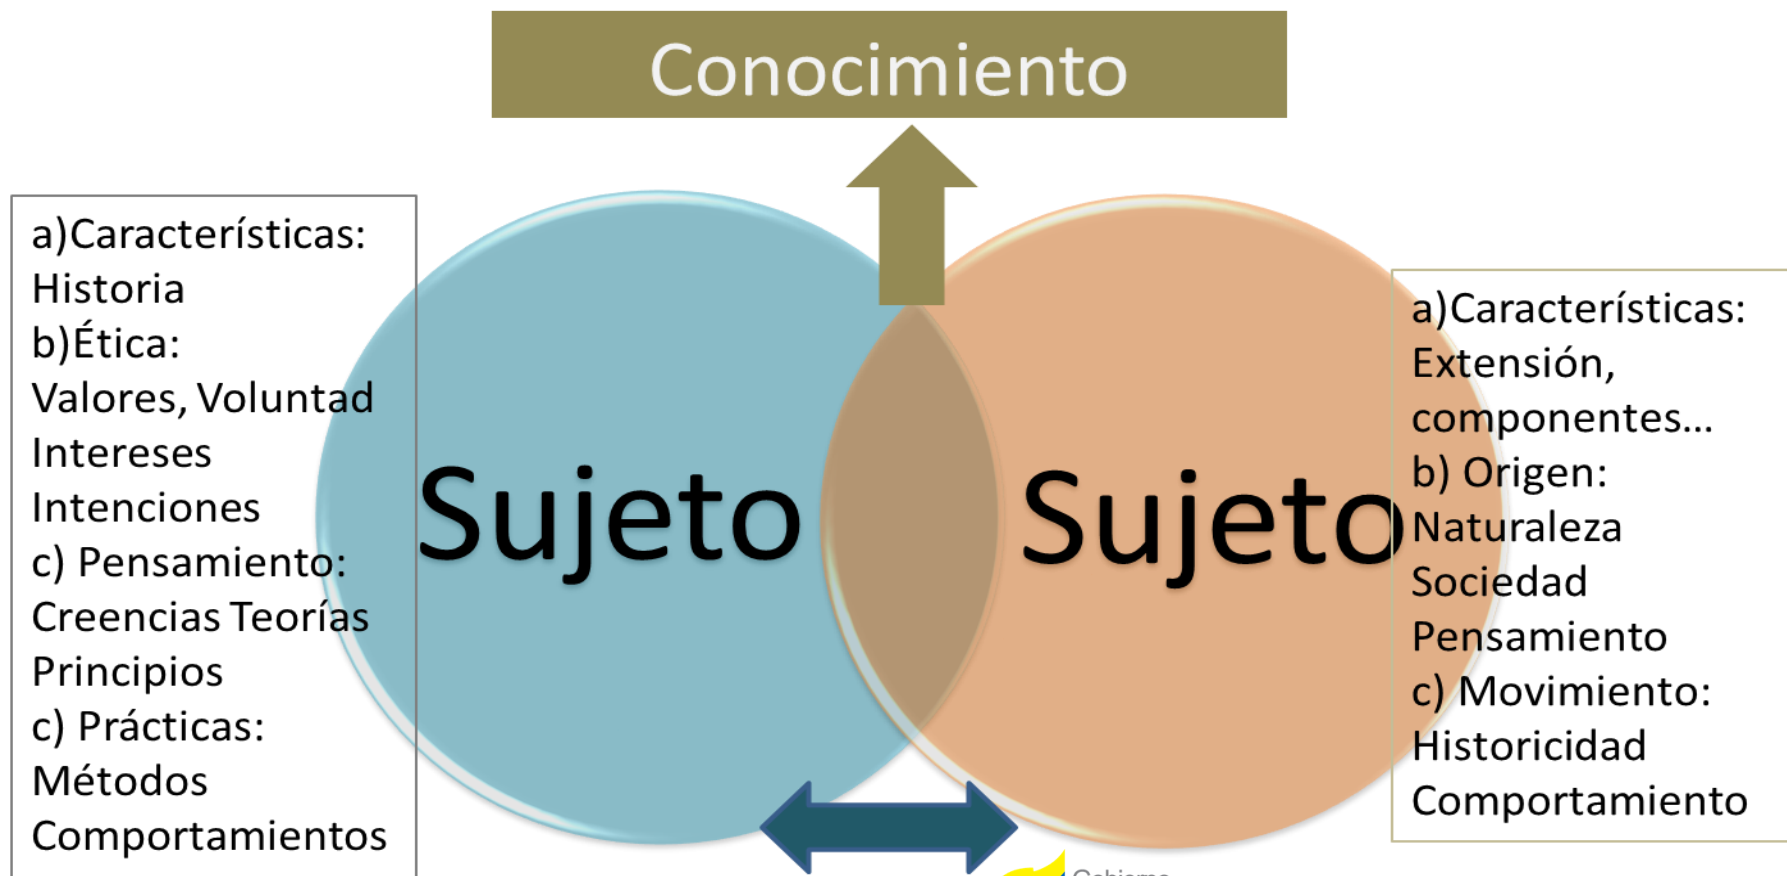 Conocimiento
a)Características:
Historia
b)Ética:
Valores, Voluntad
Intereses
Intenciones
c) Pensamiento:
Creencias Teorías
Principios
c) Prácticas:
Métodos
Comportamientos
Sujeto
Sujeto
a)Características:
Extensión,
componentes...
b) Origen:
Naturaleza
Sociedad
Pensamiento
c) Movimiento:
Historicidad
Comportamiento